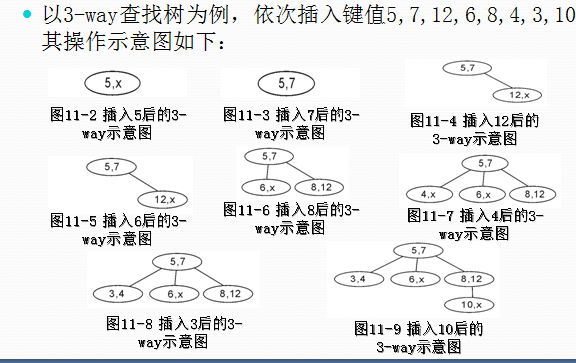 以3-way查找树为例，依次插入键值5,7,12,6,8,4,3,10
其操作示意图如下：
5,x
图11-2 插入5后的3-
way示意图
5,7
图11-3 插入7后的3-
way示意图
5,7
12,x
图11-4 插入12后的
3-way示意图
5,7
12,x
图11-5 插入6后的3-
way示意图
5,7
6,x
8,12
图11-6 插入8后的3-
way示意图
5,7
4,x
6,x
8,12
图11-7 插入4后的3-
way示意图
5,7
3,4
6,x
8,12
图11-8 插入3后的3-
way示意图
5,7
3,4
6,x
8,12
10,x
图11-9 插入10后的
3-way示意图